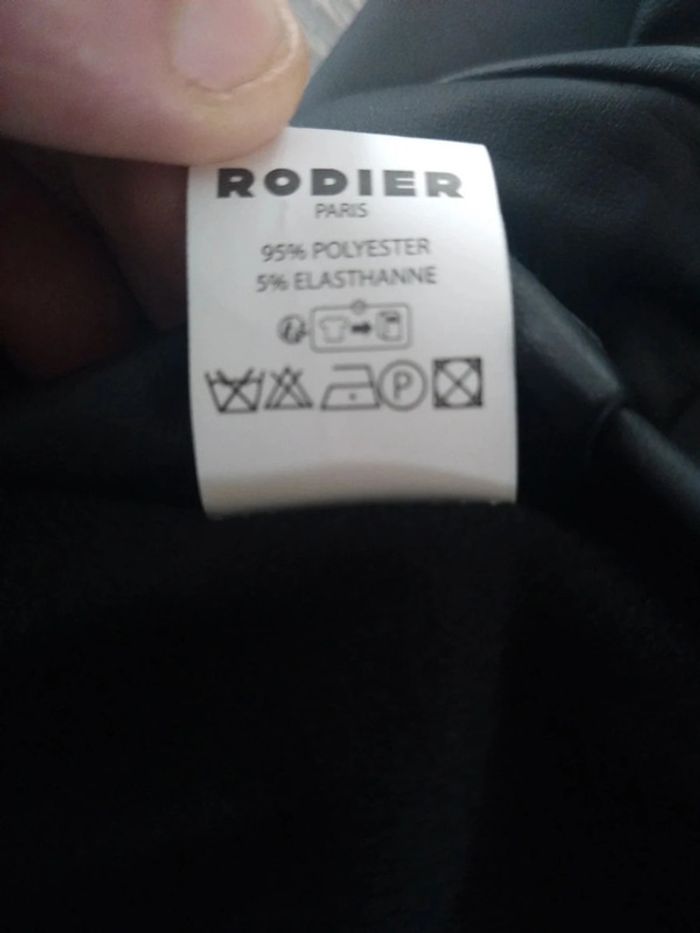 RODIER
PARIS
95% POLYESTER
5% ELASTHANNE
P